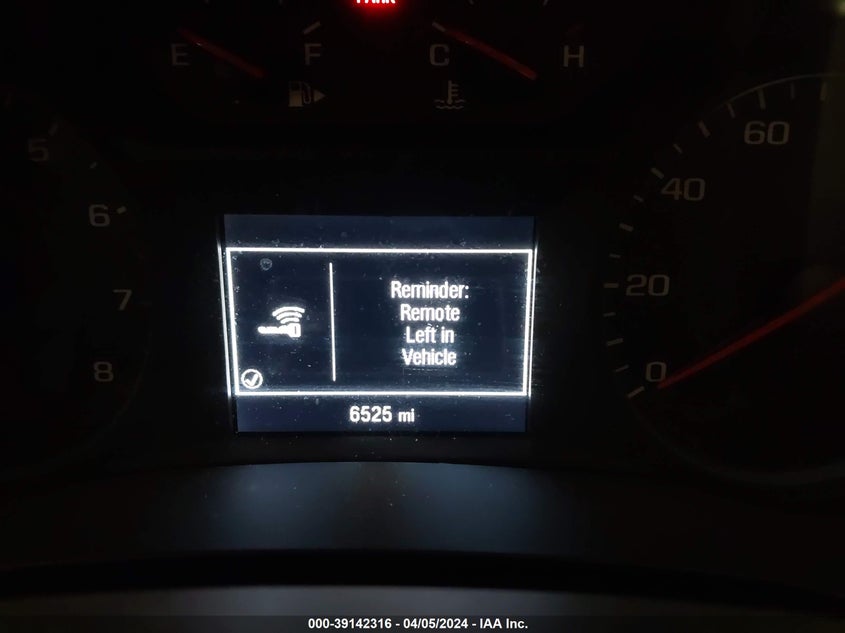 PARK
E F C H
5
6
7
8
60
40
20
0
Reminder:
Remote
Left in
Vehicle
6525 mi
000-39142316 - 04/05/2024 - IAA Inc.